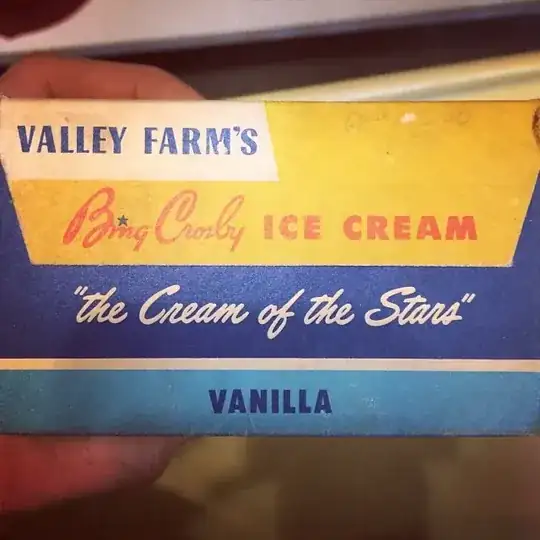 VALLEY FARM'S
Bing Crosby ICE CREAM
"the Cream of the Stars"
VANILLA